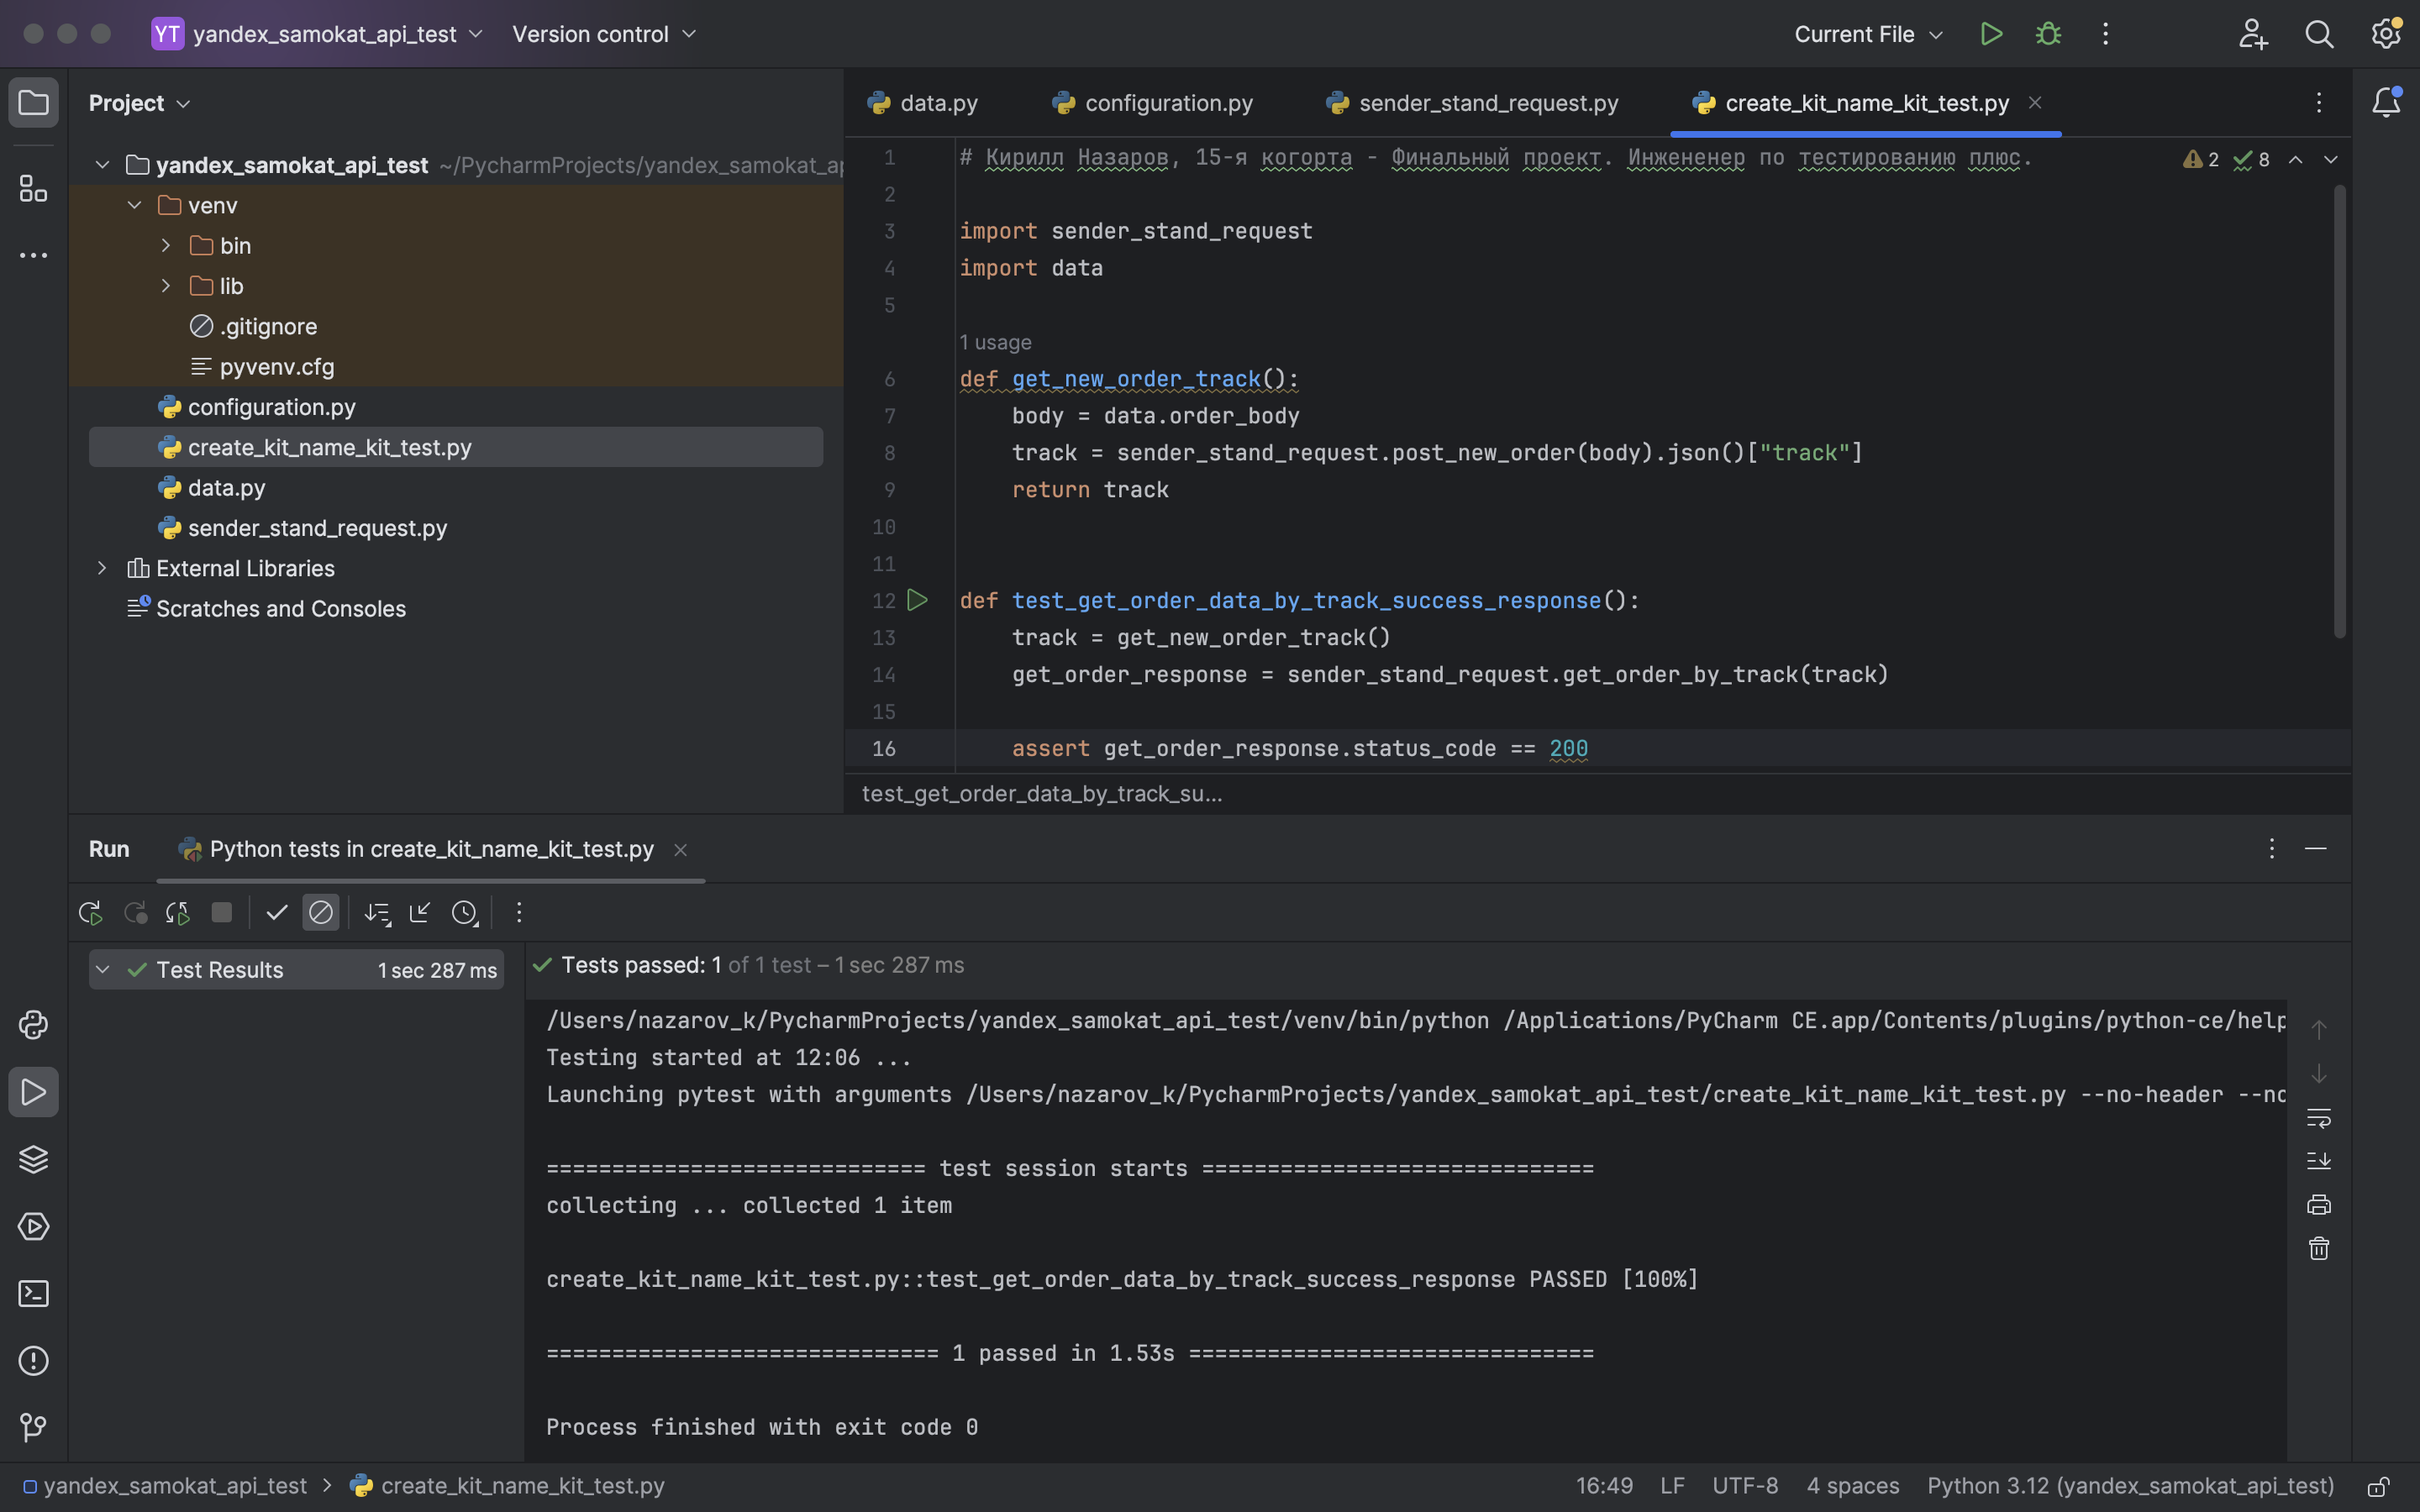 YT yandex_samokat_api_test Version control Current File
Project
yandex_samokat_api_test ~/PycharmProjects/yandex_samokat_ap
venv
bin
lib
.gitignore
pyvenv.cfg
configuration.py
create_kit_name_kit_test.py
data.py
sender_stand_request.py
External Libraries
Scratches and Consoles
data.py configuration.py sender_stand_request.py create_kit_name_kit_test.py
1 # Кирилл Назаров, 15-я когорта - Финальный проект. Инжененер по тестированию плюс.
2 8
2
3 import sender_stand_request
4 import data
5
1 usage
6 def get_new_order_track():
7 body = data.order_body
8 track = sender_stand_request.post_new_order(body).json()["track"]
9 return track
10
11
12 def test_get_order_data_by_track_success_response():
13 track = get_new_order_track()
14 get_order_response = sender_stand_request.get_order_by_track(track)
15
16 assert get_order_response.status_code == 200
test_get_order_data_by_track_su...
Run Python tests in create_kit_name_kit_test.py
Test Results 1 sec 287 ms
Tests passed: 1 of 1 test – 1 sec 287 ms
/Users/nazarov_k/PycharmProjects/yandex_samokat_api_test/venv/bin/python /Applications/PyCharm CE.app/Contents/plugins/python-ce/help
Testing started at 12:06 ...
Launching pytest with arguments /Users/nazarov_k/PycharmProjects/yandex_samokat_api_test/create_kit_name_kit_test.py --no-header --no
============================= test session starts ==============================
collecting ... collected 1 item
create_kit_name_kit_test.py::test_get_order_data_by_track_success_response PASSED [100%]
============================== 1 passed in 1.53s ===============================
Process finished with exit code 0
yandex_samokat_api_test create_kit_name_kit_test.py 16:49 LF UTF-8 4 spaces Python 3.12 (yandex_samokat_api_test)